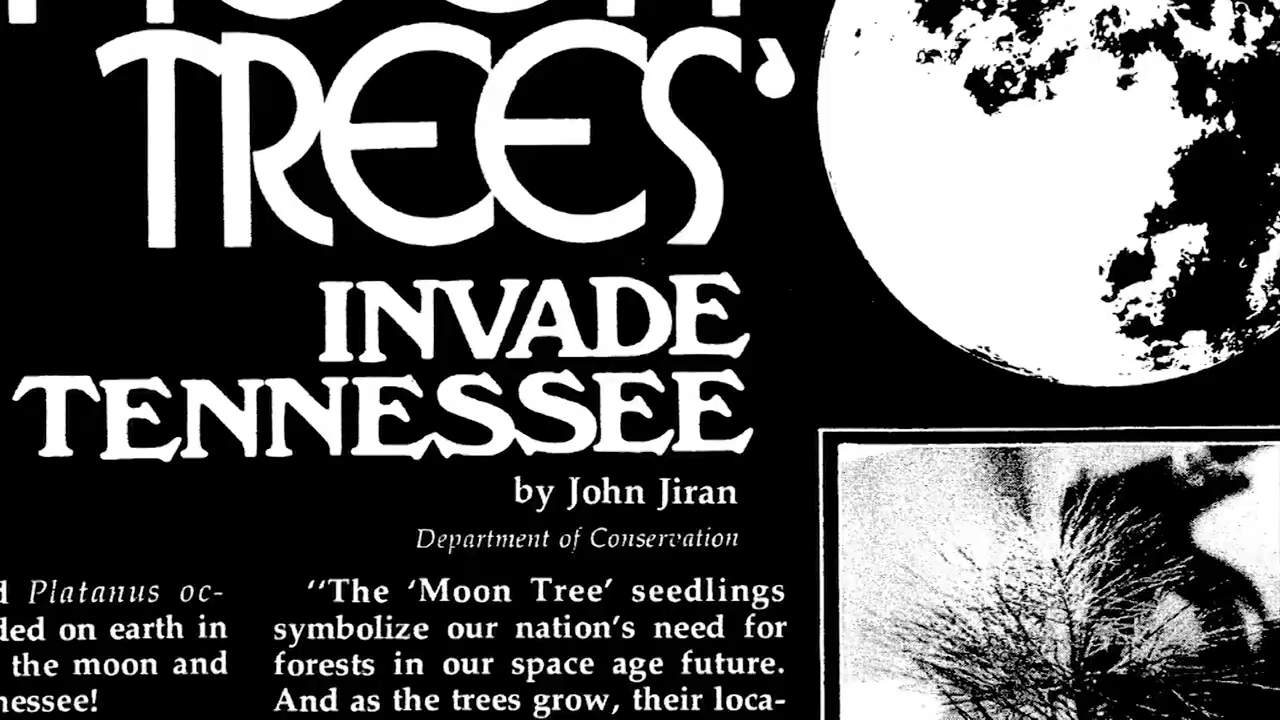 MOON
TREES'
INVADE
TENNESSEE
by John Jiran
Department of Conservation
Platanus oc-
on earth in
the moon and
"The 'Moon Tree' seedlings
symbolize our nation's need for
forests in our space age future.
And as the trees grow, their loca-